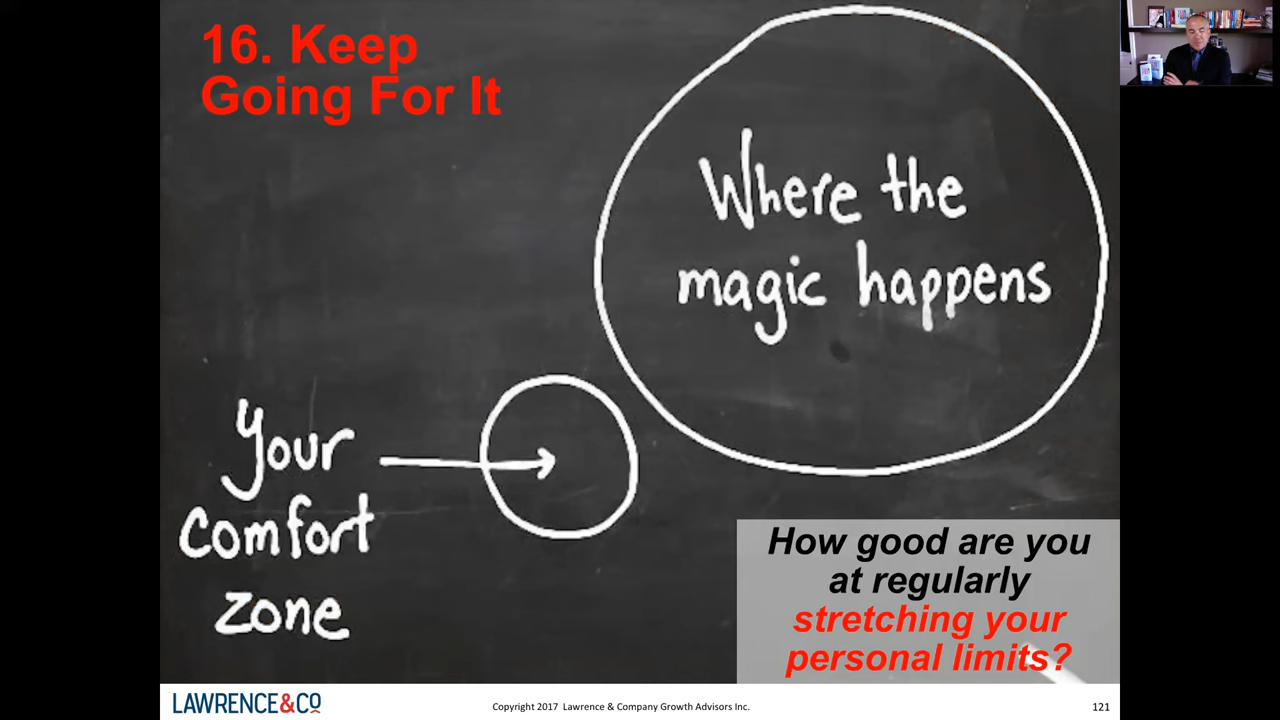 16. Keep
Going For It
Where the
magic happens
your
comfort
zone
How good are you
at regularly
stretching your
personal limits?
LAWRENCE&CO
Copyright 2017 Lawrence & Company Growth Advisors Inc.
121